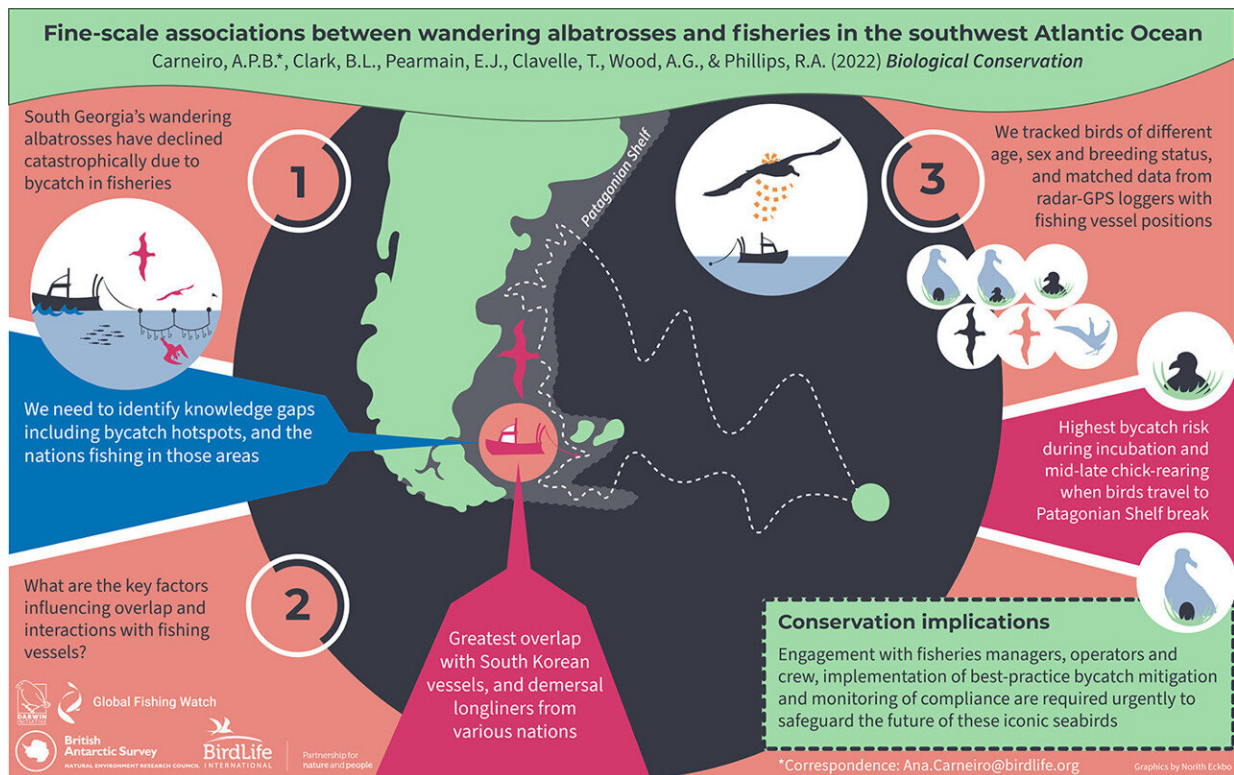 Fine-scale associations between wandering albatrosses and fisheries in the southwest Atlantic Ocean
Carneiro, A.P.B.*, Clark, B.L., Pearmain, E.J., Clavelle, T., Wood, A.G., & Phillips, R.A. (2022) Biological Conservation
South Georgia's wandering
albatrosses have declined
catastrophically due to
bycatch in fisheries
1
We need to identify knowledge gaps
including bycatch hotspots, and the
nations fishing in those areas
What are the key factors
influencing overlap and
interactions with fishing
vessels?
2
Patagonian Shelf
Greatest overlap
with South Korean
vessels, and demersal
longliners from
various nations
3
We tracked birds of different
age, sex and breeding status,
and matched data from
radar-GPS loggers with
fishing vessel positions
Highest bycatch risk
during incubation and
mid-late chick-rearing
when birds travel to
Patagonian Shelf break
Conservation implications
Engagement with fisheries managers, operators and
crew, implementation of best-practice bycatch mitigation
and monitoring of compliance are required urgently to
safeguard the future of these iconic seabirds
DARWIN
INITIATIVE
Global Fishing Watch
British
Antarctic Survey
NATURAL ENVIRONMENT RESEARCH COUNCIL
BirdLife
INTERNATIONAL
Partnership for
nature and people
*Correspondence: Ana.Carneiro@birdlife.org
Graphics by Norith Eckbo